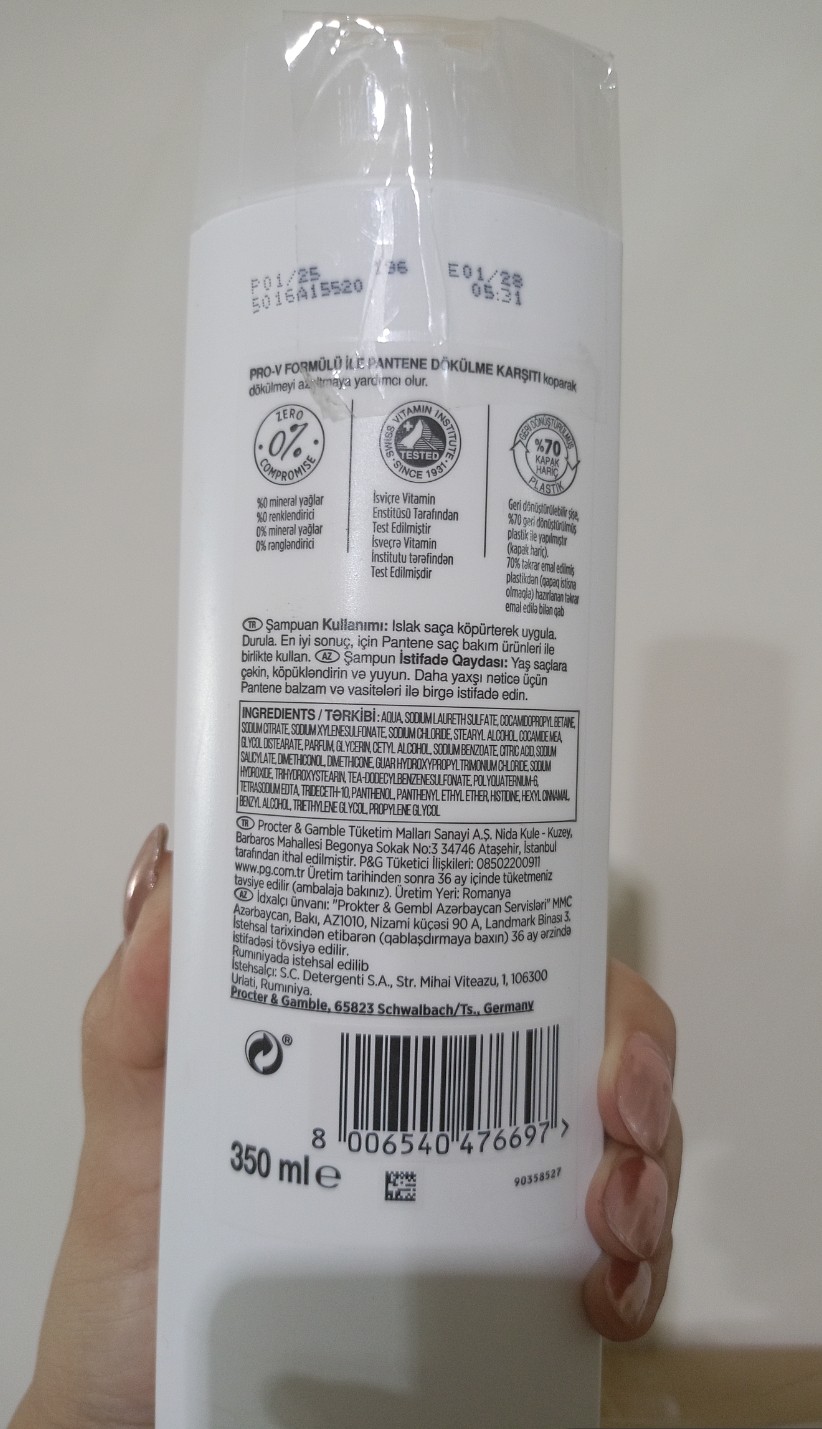 P01/25 196 E01/28
5016A15520 05:31
PRO-V FORMÜLÜ İLE PANTENE DÖKÜLME KARŞITI koparak
dökülmeyi azaltmaya yardımcı olur.
ZERO
0%
COMPROMISE
%0 mineral yağlar
%0 renklendirici
0% mineral yağlar
0% rəngləndirici
SWISS VITAMIN INSTITUTE
TESTED
SINCE 1931
İsviçre Vitamin
Enstitüsü Tarafından
Test Edilmiştir
İsveçrə Vitamin
İnstitutu tərəfindən
Test Edilmişdir
GERİ DÖNÜŞTÜRÜLMÜŞ
%70
KAPAK
HARİÇ
PLASTİK
Geri dönüştürülebilir şişe,
%70 geri dönüştürülmüş
plastik ile yapılmıştır
(kapak hariç).
70% təkrar emal edilmiş
plastikdən (qapaq istisna
olmaqla) hazırlanan təkrar
emal edilə bilən qab
TR Şampuan Kullanımı: Islak saça köpürterek uygula.
Durula. En iyi sonuç, için Pantene saç bakım ürünleri ile
birlikte kullan. AZ Şampun İstifadə Qaydası: Yaş saçlara
çəkin, köpükləndirin və yuyun. Daha yaxşı nəticə üçün
Pantene balzam və vasitələri ilə birgə istifadə edin.
INGREDIENTS / TƏRKİBİ: AQUA, SODIUM LAURETH SULFATE, COCAMIDOPROPYL BETAINE,
SODIUM CITRATE, SODIUM XYLENESULFONATE, SODIUM CHLORIDE, STEARYL ALCOHOL, COCAMIDE MEA,
GLYCOL DISTEARATE, PARFUM, GLYCERIN, CETYL ALCOHOL, SODIUM BENZOATE, CITRIC ACID, SODIUM
SALICYLATE, DIMETHICONOL, DIMETHICONE, GUAR HYDROXYPROPYLTRIMONIUM CHLORIDE, SODIUM
HYDROXIDE, TRIHYDROXYSTEARIN, TEA-DODECYLBENZENESULFONATE, POLYQUATERNIUM-6,
TETRASODIUM EDTA, TRIDECETH-10, PANTHENOL, PANTHENYL ETHYL ETHER, HISTIDINE, HEXYL CINNAMAL,
BENZYL ALCOHOL, TRIETHYLENE GLYCOL, PROPYLENE GLYCOL
TR Procter & Gamble Tüketim Malları Sanayi A.Ş. Nida Kule - Kuzey,
Barbaros Mahallesi Begonya Sokak No:3 34746 Ataşehir, İstanbul
tarafından ithal edilmiştir. P&G Tüketici İlişkileri: 08502200911
www.pg.com.tr Üretim tarihinden sonra 36 ay içinde tüketmeniz
tavsiye edilir (ambalaja bakınız). Üretim Yeri: Romanya
AZ İdxalçı ünvanı: "Prokter & Gembl Azərbaycan Servisləri" MMC
Azərbaycan, Bakı, AZ1010, Nizami küçəsi 90 A, Landmark Binası 3.
İstehsal tarixindən etibarən (qablaşdırmaya baxın) 36 ay ərzində
istifadəsi tövsiyə edilir.
Rumıniyada istehsal edilib
İstehsalçı: S.C. Detergenti S.A., Str. Mihai Viteazu, 1, 106300
Urlati, Rumıniya.
Procter & Gamble, 65823 Schwalbach/Ts., Germany
8 006540 476697 >
350 ml e
90358527